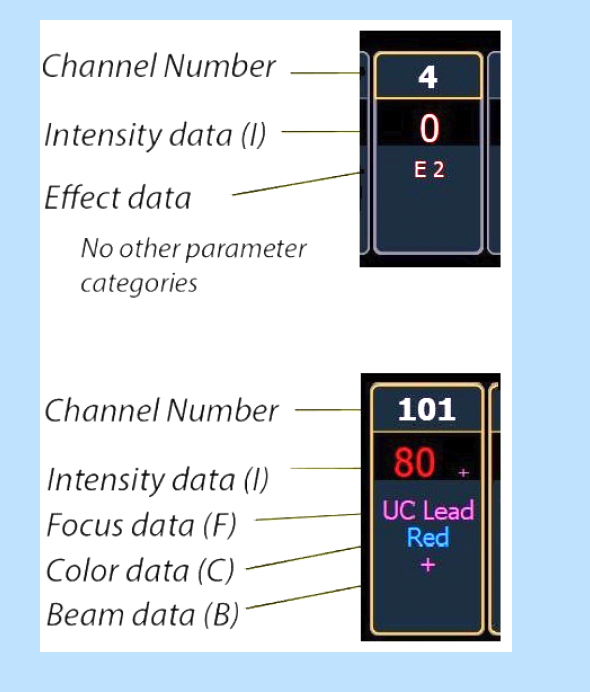 Channel Number
4
Intensity data (I)
0
Effect data
E 2
No other parameter
categories
Channel Number
101
Intensity data (I)
80 +
Focus data (F)
UC Lead
Color data (C)
Red
Beam data (B)
+